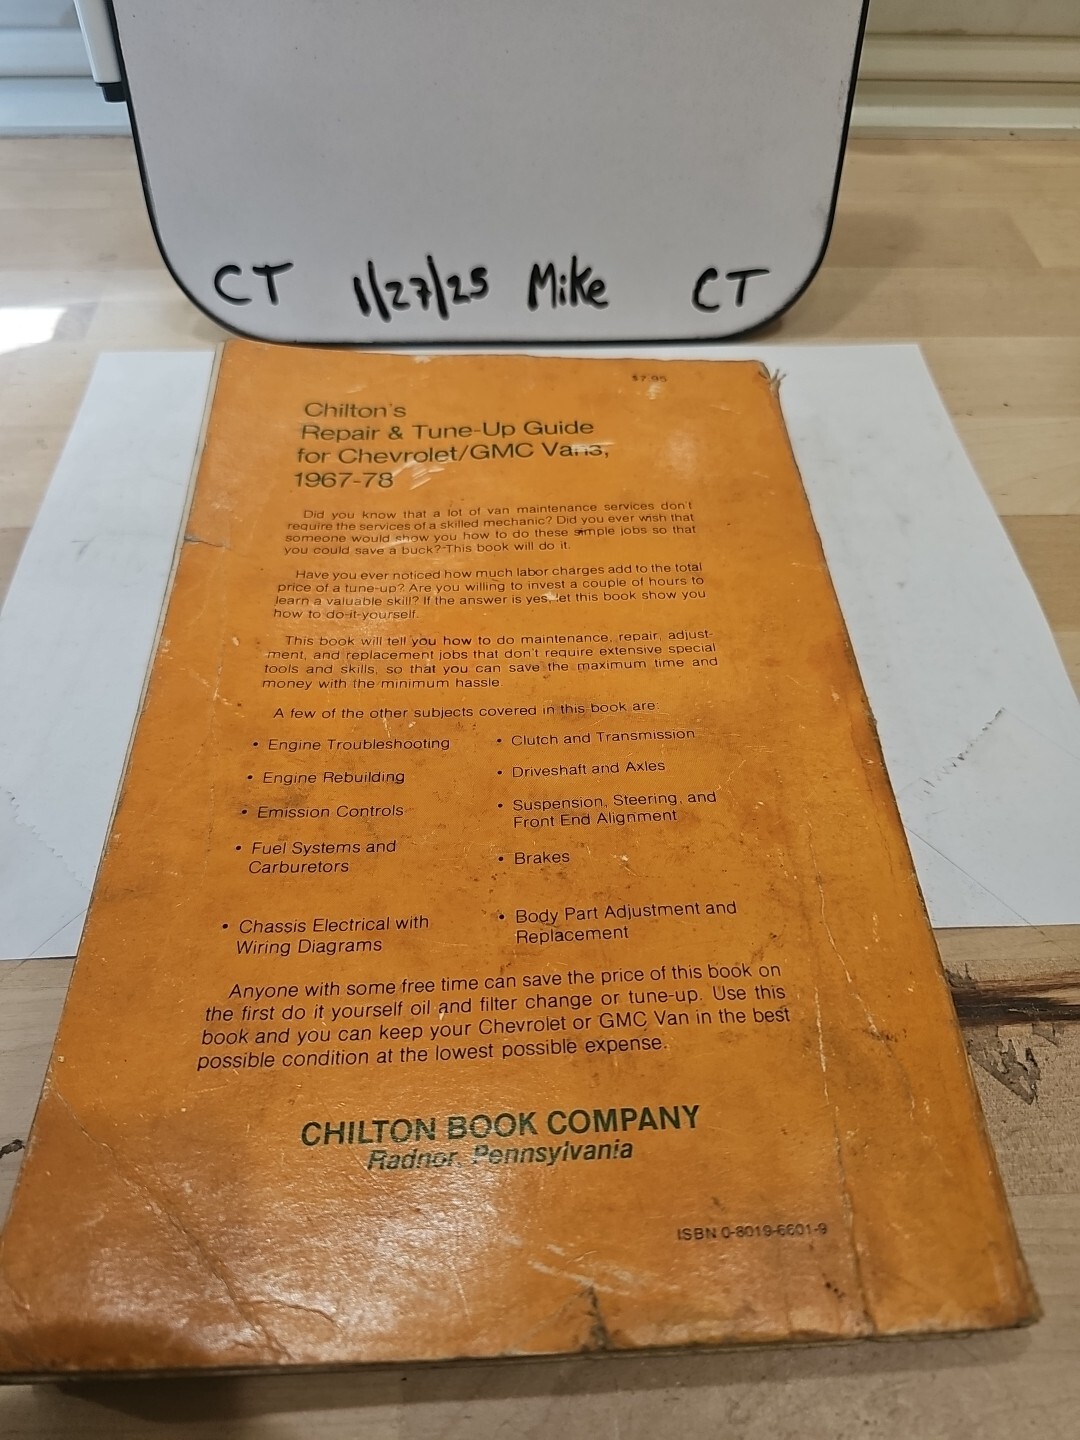 CT 1/27/25 Mike CT
$7.95
Chilton's
Repair & Tune-Up Guide
for Chevrolet/GMC Vans,
1967-78
Did you know that a lot of van maintenance services don't
require the services of a skilled mechanic? Did you ever wish that
someone would show you how to do these simple jobs so that
you could save a buck? This book will do it.
Have you ever noticed how much labor charges add to the total
price of a tune-up? Are you willing to invest a couple of hours to
learn a valuable skill? If the answer is yes, let this book show you
how to do-it-yourself.
This book will tell you how to do maintenance, repair, adjust-
ment, and replacement jobs that don't require extensive special
tools and skills, so that you can save the maximum time and
money with the minimum hassle.
A few of the other subjects covered in this book are:
• Engine Troubleshooting
• Engine Rebuilding
• Emission Controls
• Fuel Systems and
Carburetors
• Chassis Electrical with
Wiring Diagrams
• Clutch and Transmission
• Driveshaft and Axles
• Suspension, Steering, and
Front End Alignment
• Brakes
• Body Part Adjustment and
Replacement
Anyone with some free time can save the price of this book on
the first do it yourself oil and filter change or tune-up. Use this
book and you can keep your Chevrolet or GMC Van in the best
possible condition at the lowest possible expense.
CHILTON BOOK COMPANY
Radnor, Pennsylvania
ISBN 0-8019-6601-9